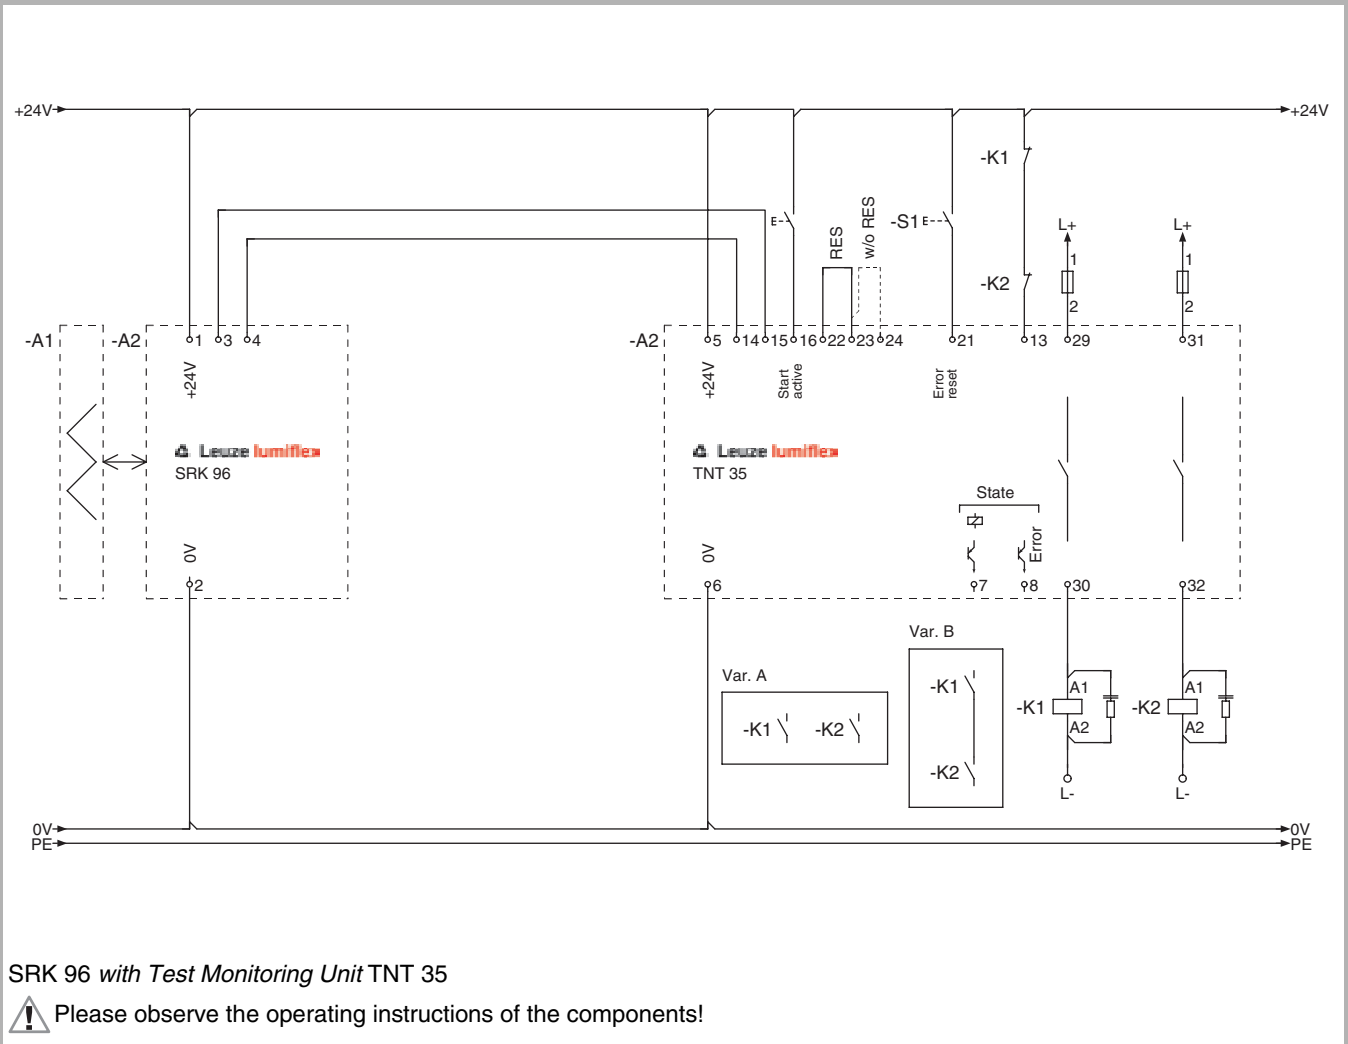 +24V +24V
-K1
-S1 RES w/o RES L+ L+
-K2 1 1
2 2
-A1 -A2 -A2
1 3 4 5 14 15 16 22 23 24 21 13 29 31
+24V +24V Start active Error reset
Leuze lumiflex Leuze lumiflex
SRK 96 TNT 35
State
0V 0V Error
2 6 7 8 30 32
Var. B
Var. A
-K1 -K1 A1 -K2 A1
-K1 -K2 A2 A2
-K2
L- L-
0V 0V
PE PE
SRK 96 with Test Monitoring Unit TNT 35
Please observe the operating instructions of the components!